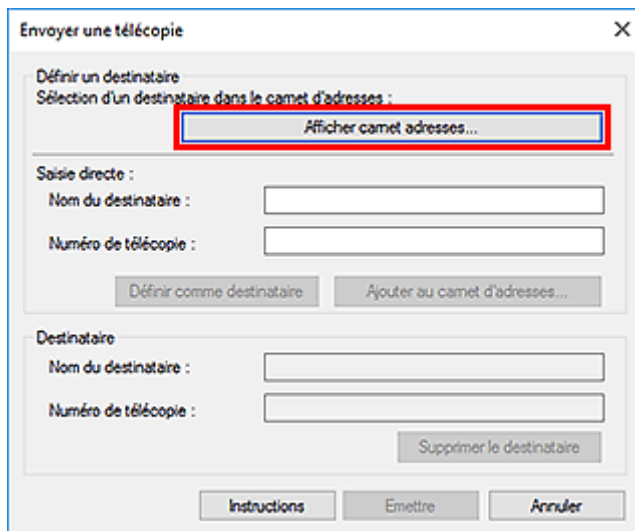 Envoyer une télécopie
Définir un destinataire
Sélection d'un destinataire dans le carnet d'adresses :
Afficher carnet adresses...
Saisie directe :
Nom du destinataire :
Numéro de télécopie :
Définir comme destinataire
Ajouter au carnet d'adresses...
Destinataire
Nom du destinataire :
Numéro de télécopie :
Supprimer le destinataire
Instructions
Emettre
Annuler